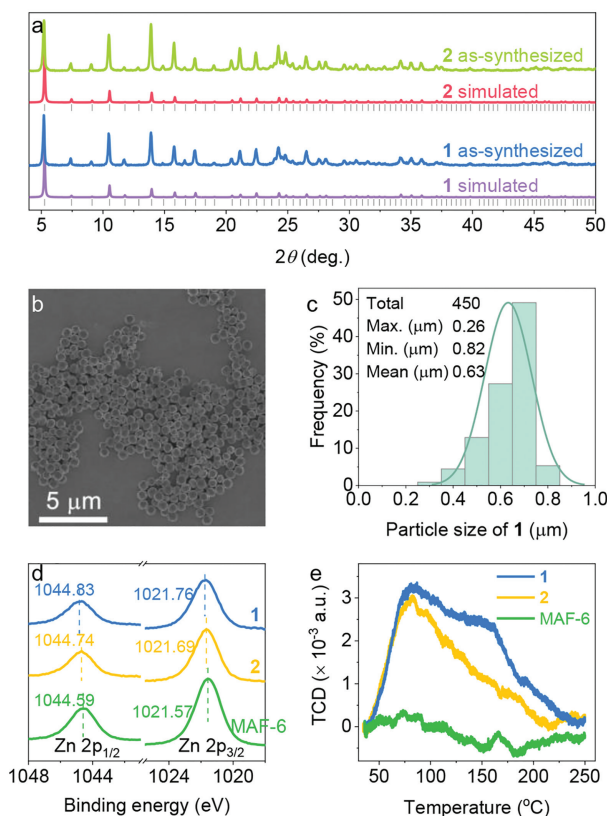 a
2 as-synthesized
2 simulated
1 as-synthesized
1 simulated
5 10 15 20 25 30 35 40 45 50
2θ (deg.)
b
5 μm
c
Total 450
Max. (μm) 0.26
Min. (μm) 0.82
Mean (μm) 0.63
50
40
30
20
10
0
Frequency (%)
0.0 0.2 0.4 0.6 0.8 1.0
Particle size of 1 (μm)
d
1044.83 1021.76
1
1044.74 1021.69
2
1044.59 1021.57
MAF-6
Zn 2p1/2 Zn 2p3/2
1048 1044 1024 1020
Binding energy (eV)
e
1
2
MAF-6
3
2
1
0
TCD (× 10-3 a.u.)
50 100 150 200 250
Temperature (oC)